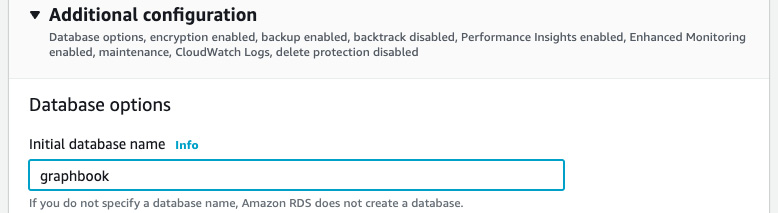 Additional configuration
Database options, encryption enabled, backup enabled, backtrack disabled, Performance Insights enabled, Enhanced Monitoring
enabled, maintenance, CloudWatch Logs, delete protection disabled
Database options
Initial database name Info
graphbook
If you do not specify a database name, Amazon RDS does not create a database.